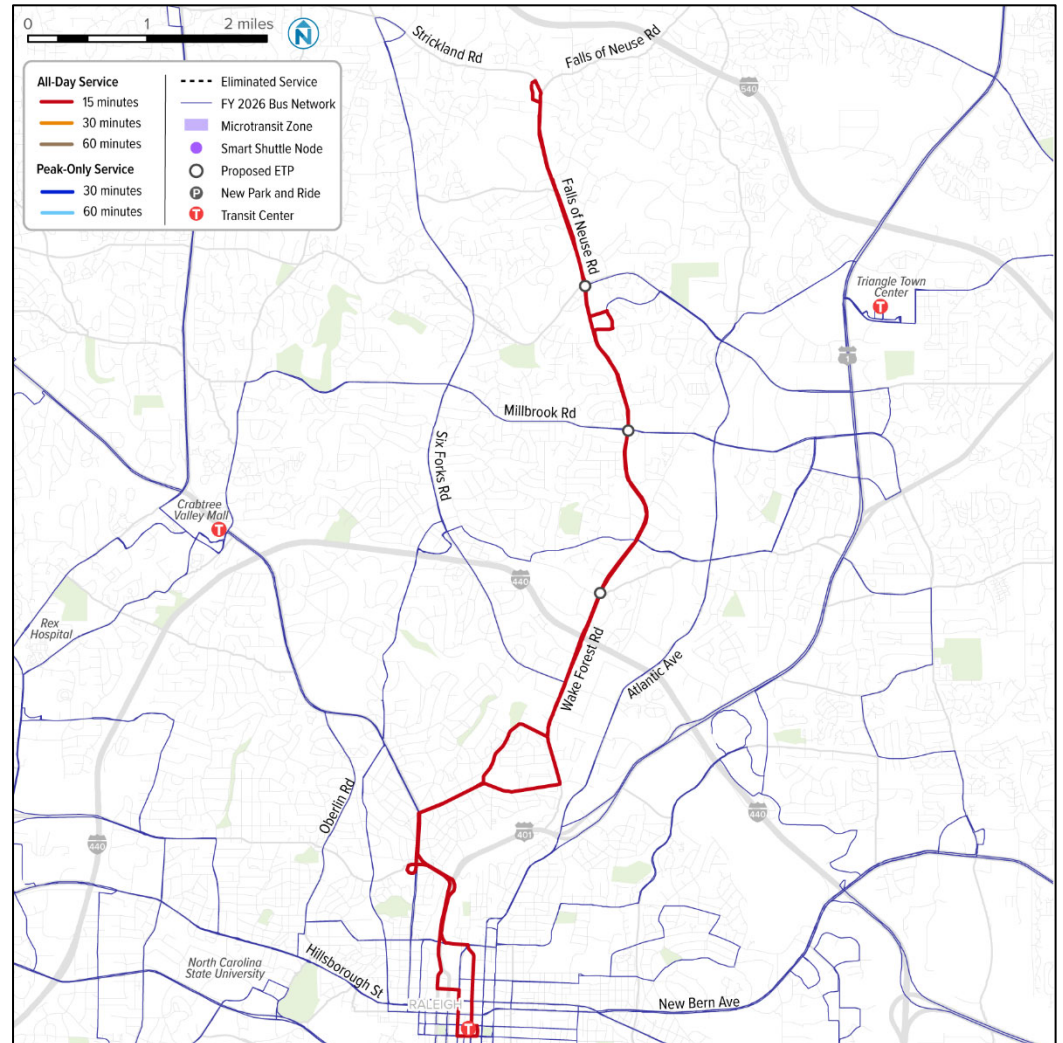 0 1 2 miles
N
All-Day Service
15 minutes
30 minutes
60 minutes
Peak-Only Service
30 minutes
60 minutes
Eliminated Service
FY 2026 Bus Network
Microtransit Zone
Smart Shuttle Node
Proposed ETP
P New Park and Ride
T Transit Center
Strickland Rd
Falls of Neuse Rd
540
Falls of Neuse Rd
Triangle Town
Center
T
1
Millbrook Rd
Six Forks Rd
Crabtree
Valley Mall
T
440
Rex
Hospital
Wake Forest Rd
Atlantic Ave
Oberlin Rd
440
401
440
Hillsborough St
North Carolina
State University
RALEIGH
New Bern Ave
T